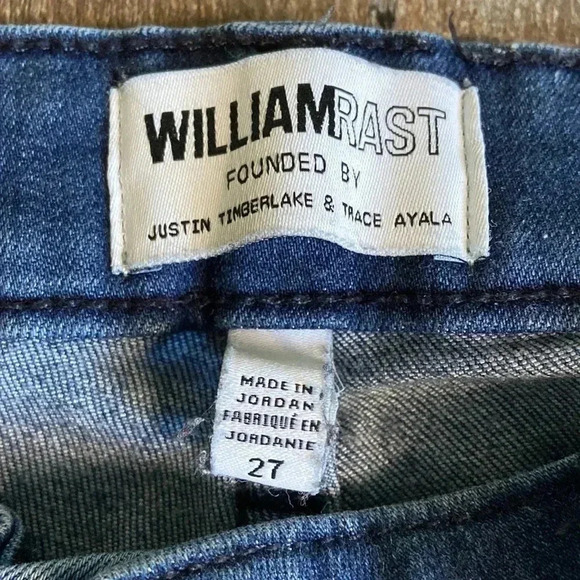 WILLIAMRAST
FOUNDED BY
JUSTIN TIMBERLAKE & TRACE AYALA
MADE IN
JORDAN
FABRIQUÉ EN
JORDANIE
27